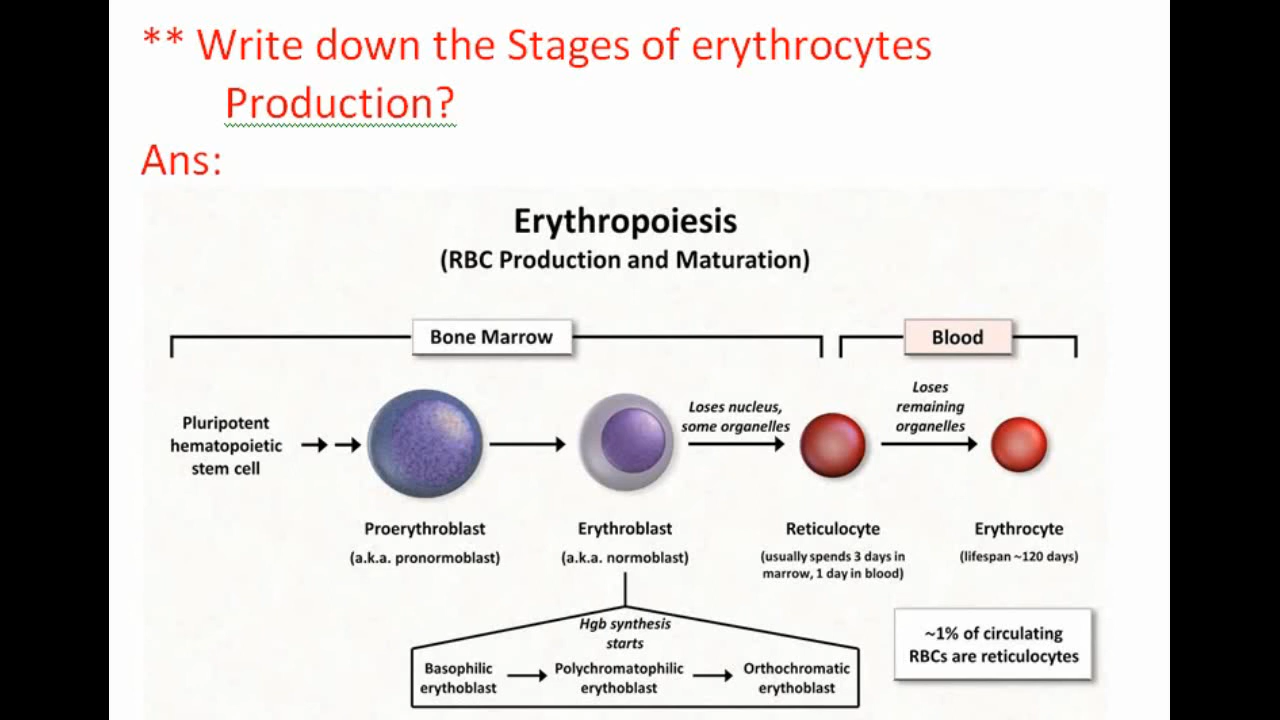 ** Write down the Stages of erythrocytes
Production?
Ans:
Erythropoiesis
(RBC Production and Maturation)
Bone Marrow
Blood
Pluripotent
hematopoietic
stem cell
Loses nucleus,
some organelles
Loses
remaining
organelles
Proerythroblast
(a.k.a. pronormoblast)
Erythroblast
(a.k.a. normoblast)
Reticulocyte
(usually spends 3 days in
marrow, 1 day in blood)
Erythrocyte
(lifespan ~120 days)
Hgb synthesis
starts
Basophilic
erythoblast
Polychromatophilic
erythoblast
Orthochromatic
erythoblast
~1% of circulating
RBCs are reticulocytes